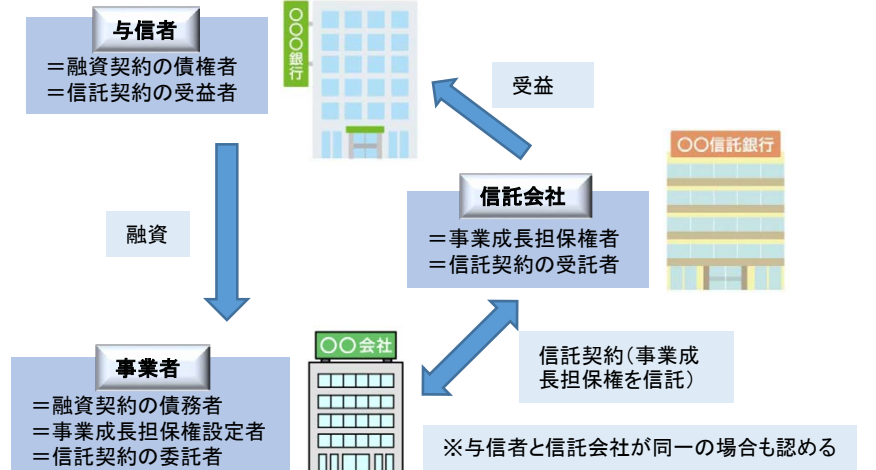 与信者
＝融資契約の債権者
＝信託契約の受益者
〇〇〇銀行
受益
〇〇信託銀行
信託会社
＝事業成長担保権者
＝信託契約の受託者
融資
〇〇会社
事業者
＝融資契約の債務者
＝事業成長担保権設定者
＝信託契約の委託者
信託契約（事業成
長担保権を信託）
※与信者と信託会社が同一の場合も認める